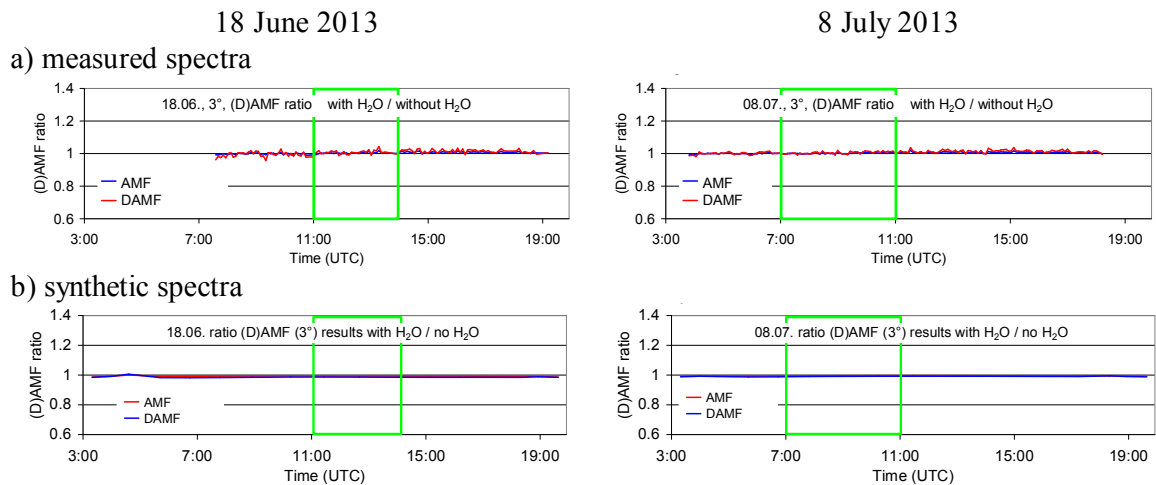 18 June 2013
8 July 2013
a) measured spectra
(D)AMF ratio
1.4
1.2
1
0.8
0.6
18.06., 3°, (D)AMF ratio with H₂O / without H₂O
AMF
DAMF
3:00 7:00 11:00 15:00 19:00
Time (UTC)
(D)AMF ratio
1.4
1.2
1
0.8
0.6
08.07., 3°, (D)AMF ratio with H₂O / without H₂O
AMF
DAMF
3:00 7:00 11:00 15:00 19:00
Time (UTC)
b) synthetic spectra
(D)AMF ratio
1.4
1.2
1
0.8
0.6
18.06. ratio (D)AMF (3°) results with H₂O / no H₂O
AMF
DAMF
3:00 7:00 11:00 15:00 19:00
Time (UTC)
(D)AMF ratio
1.4
1.2
1
0.8
0.6
08.07. ratio (D)AMF (3°) results with H₂O / no H₂O
AMF
DAMF
3:00 7:00 11:00 15:00 19:00
Time (UTC)